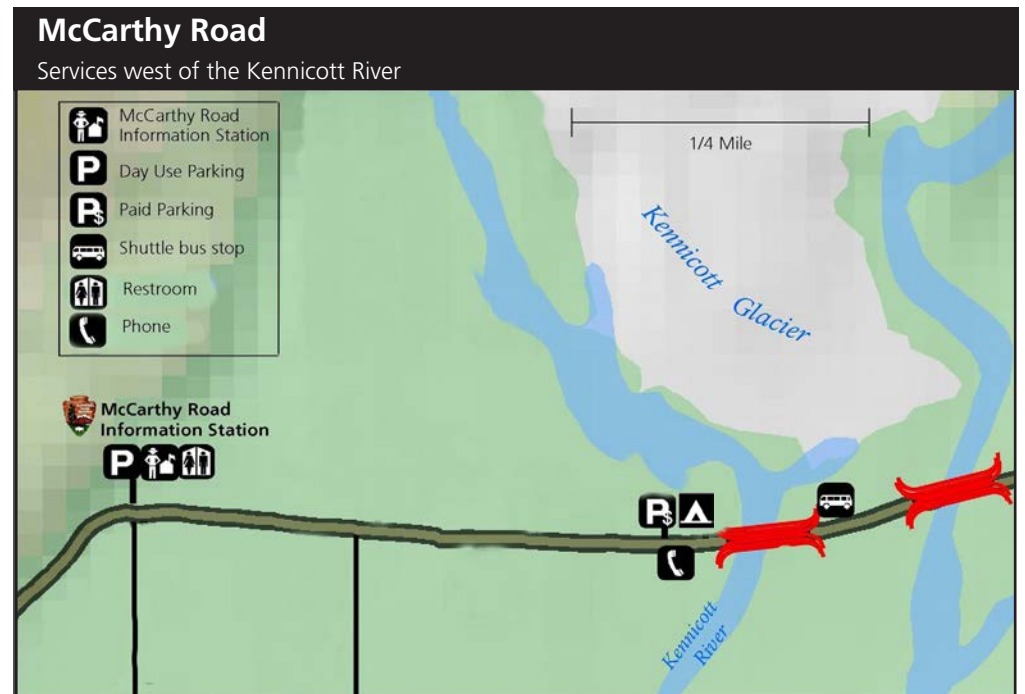 McCarthy Road
Services west of the Kennicott River
McCarthy Road
Information Station
P Day Use Parking
P$ Paid Parking
Shuttle bus stop
Restroom
Phone
1/4 Mile
Kennicott Glacier
McCarthy Road
Information Station
P
P$
Kennicott
River